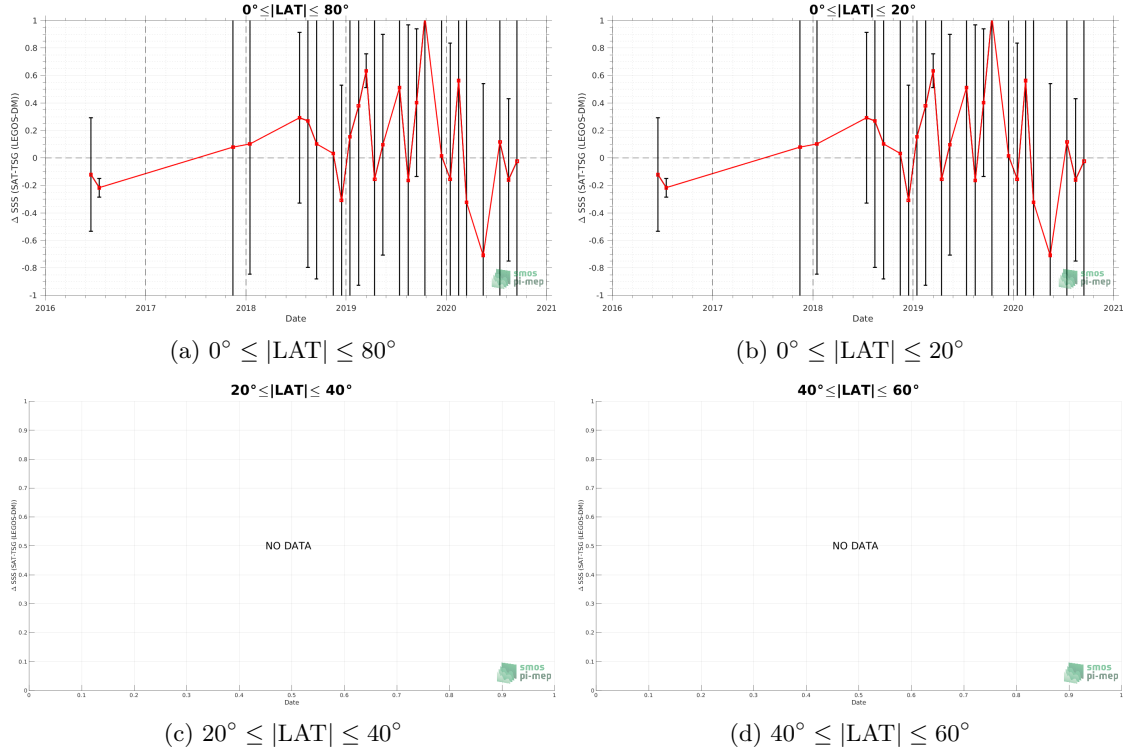 0°≤|LAT|≤ 80°
Δ SSS (SAT-TSG (LEGOS-DM))
1
0.8
0.6
0.4
0.2
0
-0.2
-0.4
-0.6
-0.8
-1
2016 2017 2018 2019 2020 2021
Date
smos
pi-mep
(a) 0° ≤ |LAT| ≤ 80°
0°≤|LAT|≤ 20°
Δ SSS (SAT-TSG (LEGOS-DM))
1
0.8
0.6
0.4
0.2
0
-0.2
-0.4
-0.6
-0.8
-1
2016 2017 2018 2019 2020 2021
Date
smos
pi-mep
(b) 0° ≤ |LAT| ≤ 20°
20°≤|LAT|≤ 40°
Δ SSS (SAT-TSG (LEGOS-DM))
1
0.9
0.8
0.7
0.6
0.5
0.4
0.3
0.2
0.1
0
NO DATA
0 0.1 0.2 0.3 0.4 0.5 0.6 0.7 0.8 0.9 1
Date
smos
pi-mep
(c) 20° ≤ |LAT| ≤ 40°
40°≤|LAT|≤ 60°
Δ SSS (SAT-TSG (LEGOS-DM))
1
0.9
0.8
0.7
0.6
0.5
0.4
0.3
0.2
0.1
0
NO DATA
0 0.1 0.2 0.3 0.4 0.5 0.6 0.7 0.8 0.9 1
Date
smos
pi-mep
(d) 40° ≤ |LAT| ≤ 60°